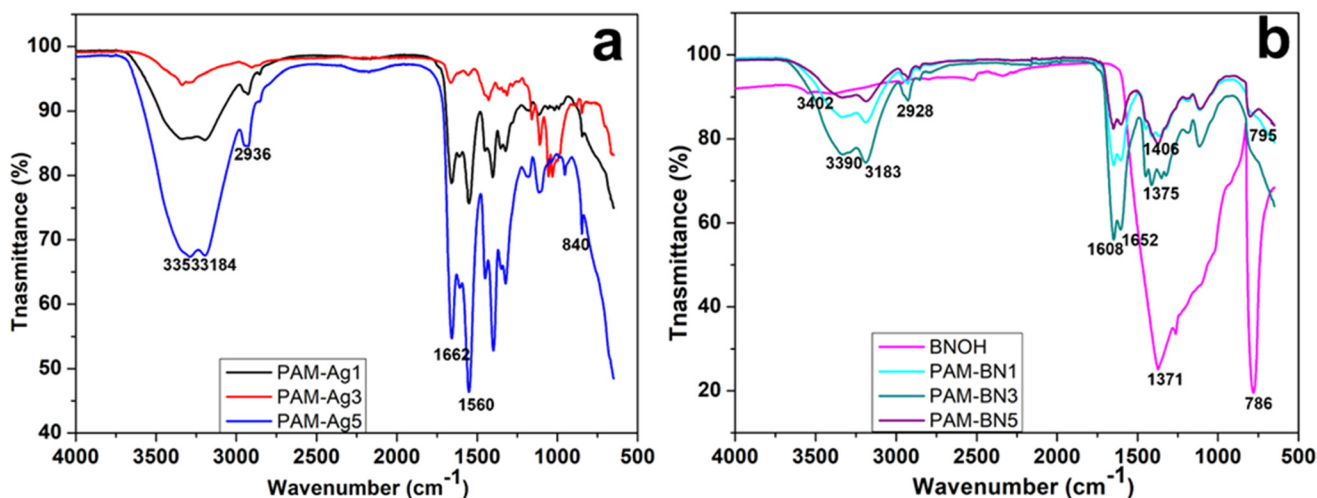 a
100
90
80
70
60
50
40
Tnasmittance (%)
2936
33533184
840
1662
1560
PAM-Ag1
PAM-Ag3
PAM-Ag5
4000 3500 3000 2500 2000 1500 1000 500
Wavenumber (cm-1)
b
100
80
60
40
20
Tnasmittance (%)
3402
2928
3390
3183
1406
795
1375
1652
1608
1371
786
BNOH
PAM-BN1
PAM-BN3
PAM-BN5
4000 3500 3000 2500 2000 1500 1000 500
Wavenumber (cm-1)